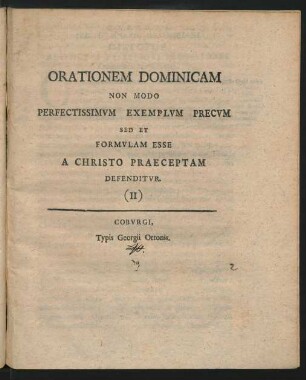 ORATIONEM DOMINICAM
NON MODO
PERFECTISSIMVM EXEMPLVM PRECVM
SED ET
FORMVLAM ESSE
A CHRISTO PRAECEPTAM
DEFENDITVR.
(II)
COBVRGI,
Typis Georgii Ottonis.
2